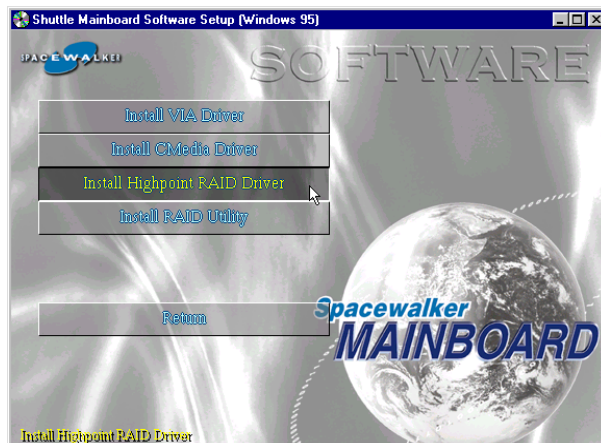 Shuttle Mainboard Software Setup (Windows 95)
SPACEWALKER
SOFTWARE
Install VIA Driver
Install CMedia Driver
Install Highpoint RAID Driver
Install RAID Utility
Return
Spacewalker
MAINBOARD
Install Highpoint RAID Driver